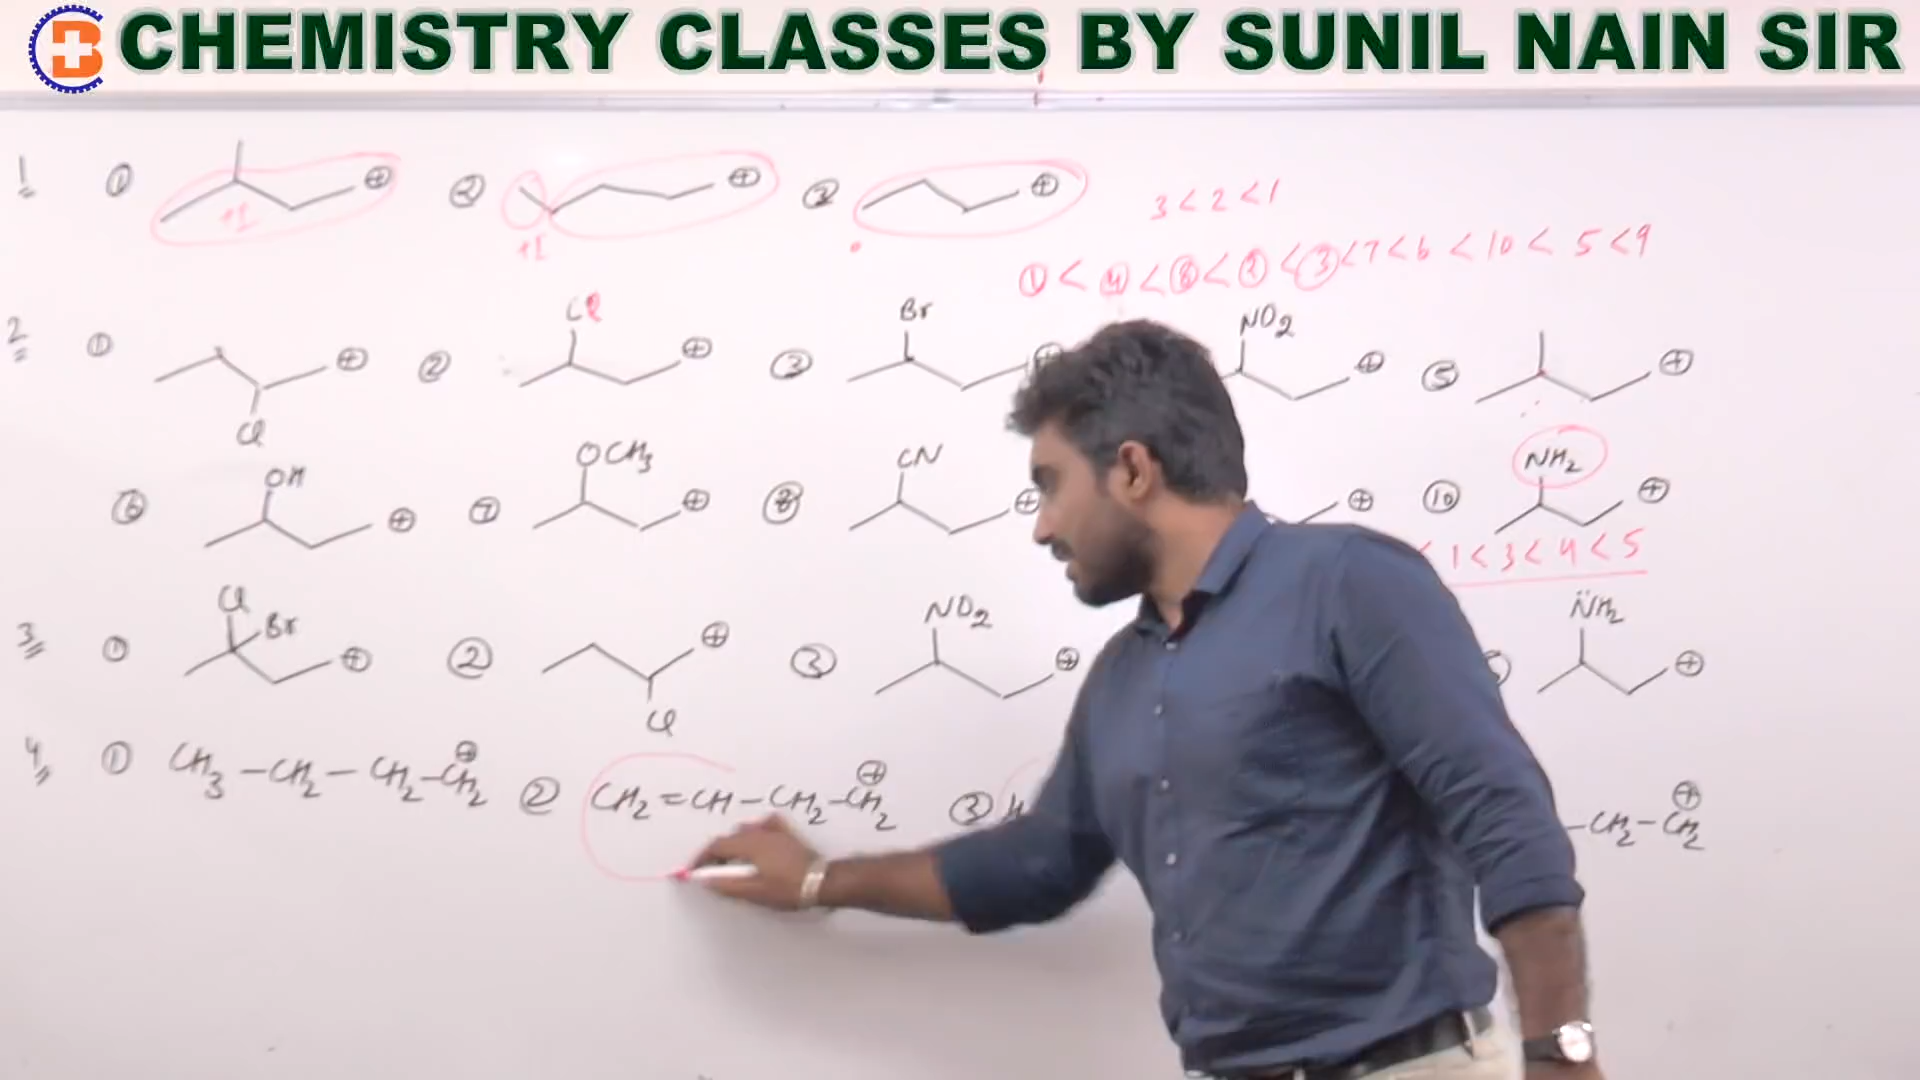 B CHEMISTRY CLASSES BY SUNIL NAIN SIR
1 ① +I ⊕ ② +I ⊕ ③ ⊕ 3 < 2 < 1
① < ④ < ⑧ < ② < ③ < 7 < 6 < 10 < 5 < 9
2 ① Cl ⊕ ② Cl ⊕ ③ Br ⊕ NO2 ⊕ ⑤ ⊕
⑥ OH ⊕ ⑦ OCH3 ⊕ ⑧ CN ⊕ ⊕ ⑩ NH2 ⊕
< 1 < 3 < 4 < 5
3 ① Cl Br ⊕ ② Cl ⊕ ③ NO2 ⊕ NH2 ⊕
4 ① CH3 – CH2 – CH2 – CH2 ⊕ ② CH2 = CH – CH2 – CH2 ⊕ ③ – CH2 – CH2 ⊕